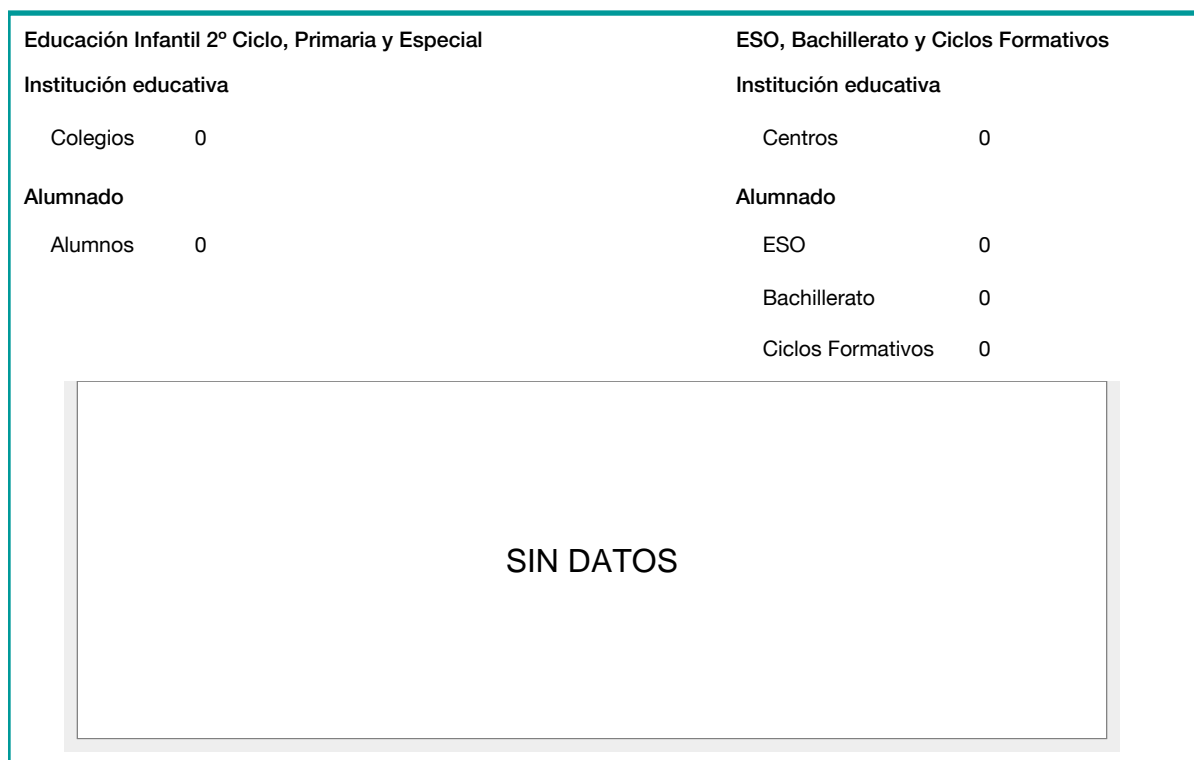 Educación Infantil 2º Ciclo, Primaria y Especial
Institución educativa
Colegios 0
Alumnado
Alumnos 0
ESO, Bachillerato y Ciclos Formativos
Institución educativa
Centros 0
Alumnado
ESO 0
Bachillerato 0
Ciclos Formativos 0
SIN DATOS